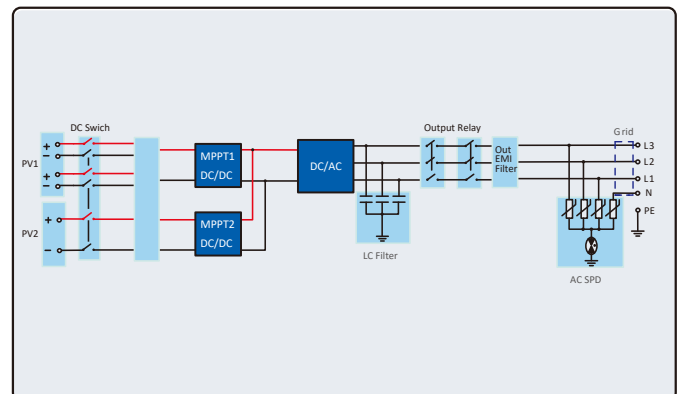 DC Swich
PV1
+
−
+
−
PV2
+
−
MPPT1
DC/DC
MPPT2
DC/DC
DC/AC
LC Filter
Output Relay
Out
EMI
Filter
Grid
L3
L2
L1
N
PE
AC SPD